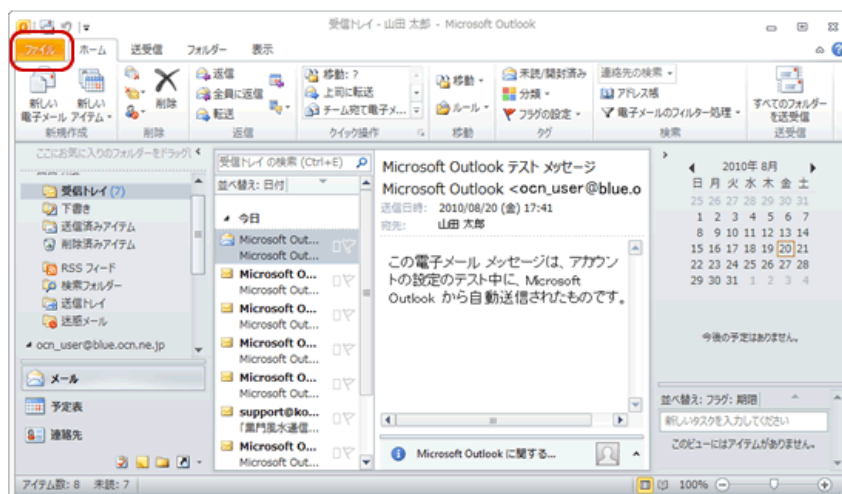 受信トレイ - 山田 太郎 - Microsoft Outlook
ファイル ホーム 送受信 フォルダー 表示
新しい電子メール
新しいアイテム
新規作成
削除
削除
返信
全員に返信
転送
返信
移動: ?
上司に転送
チーム宛て電子メ...
クイック操作
移動
ルール
移動
未読/開封済み
分類
フラグの設定
タグ
連絡先の検索
アドレス帳
電子メールのフィルター処理
検索
すべてのフォルダー
を送受信
送受信
ここにお気に入りのフォルダーをドラッグ
受信トレイ (7)
下書き
送信済みアイテム
削除済みアイテム
RSS フィード
検索フォルダー
送信トレイ
迷惑メール
ocn_user@blue.ocn.ne.jp
メール
予定表
連絡先
受信トレイ の検索 (Ctrl+E)
並べ替え: 日付
今日
Microsoft Out...
Microsoft Out...
Microsoft O...
Microsoft Out...
Microsoft O...
Microsoft Out...
Microsoft O...
Microsoft Out...
Microsoft O...
Microsoft Out...
support@ko...
「黒門風水通信...
Microsoft O...
Microsoft Out...
Microsoft Outlook テスト メッセージ
Microsoft Outlook <ocn_user@blue.o
送信日時: 2010/08/20 (金) 17:41
宛先: 山田 太郎
この電子メール メッセージは、アカウン
トの設定のテスト中に、Microsoft
Outlook から自動送信されたものです。
Microsoft Outlook に関する...
2010年 8月
日 月 火 水 木 金 土
25 26 27 28 29 30 31
1 2 3 4 5 6 7
8 9 10 11 12 13 14
15 16 17 18 19 20 21
22 23 24 25 26 27 28
29 30 31 1 2 3 4
今後の予定はありません。
並べ替え: フラグ: 期限
新しいタスクを入力してください
このビューにはアイテムがありません。
アイテム数: 8 未読: 7
100%